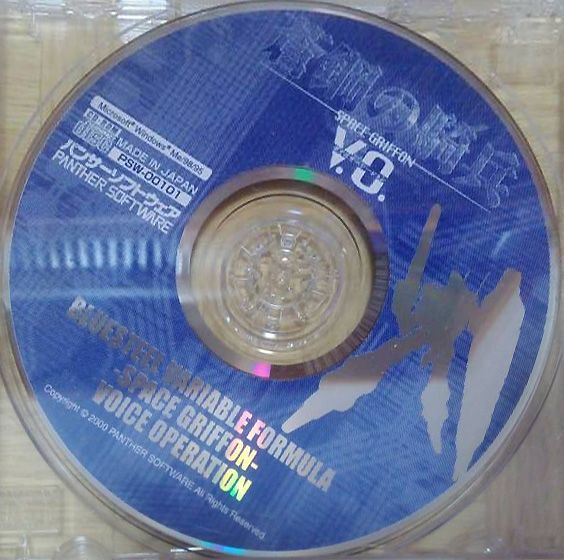 蒼鋼の騎兵
SPACE GRIFFON
V.O.
Microsoft® Windows® Me/98/95
MADE IN JAPAN
PSW-00101
パンサーソフトウェア
PANTHER SOFTWARE
BLUESTEEL VARIABLE FORMULA
-SPACE GRIFFON-
VOICE OPERATION
Copyright © 2000 PANTHER SOFTWARE All Rights Reserved.